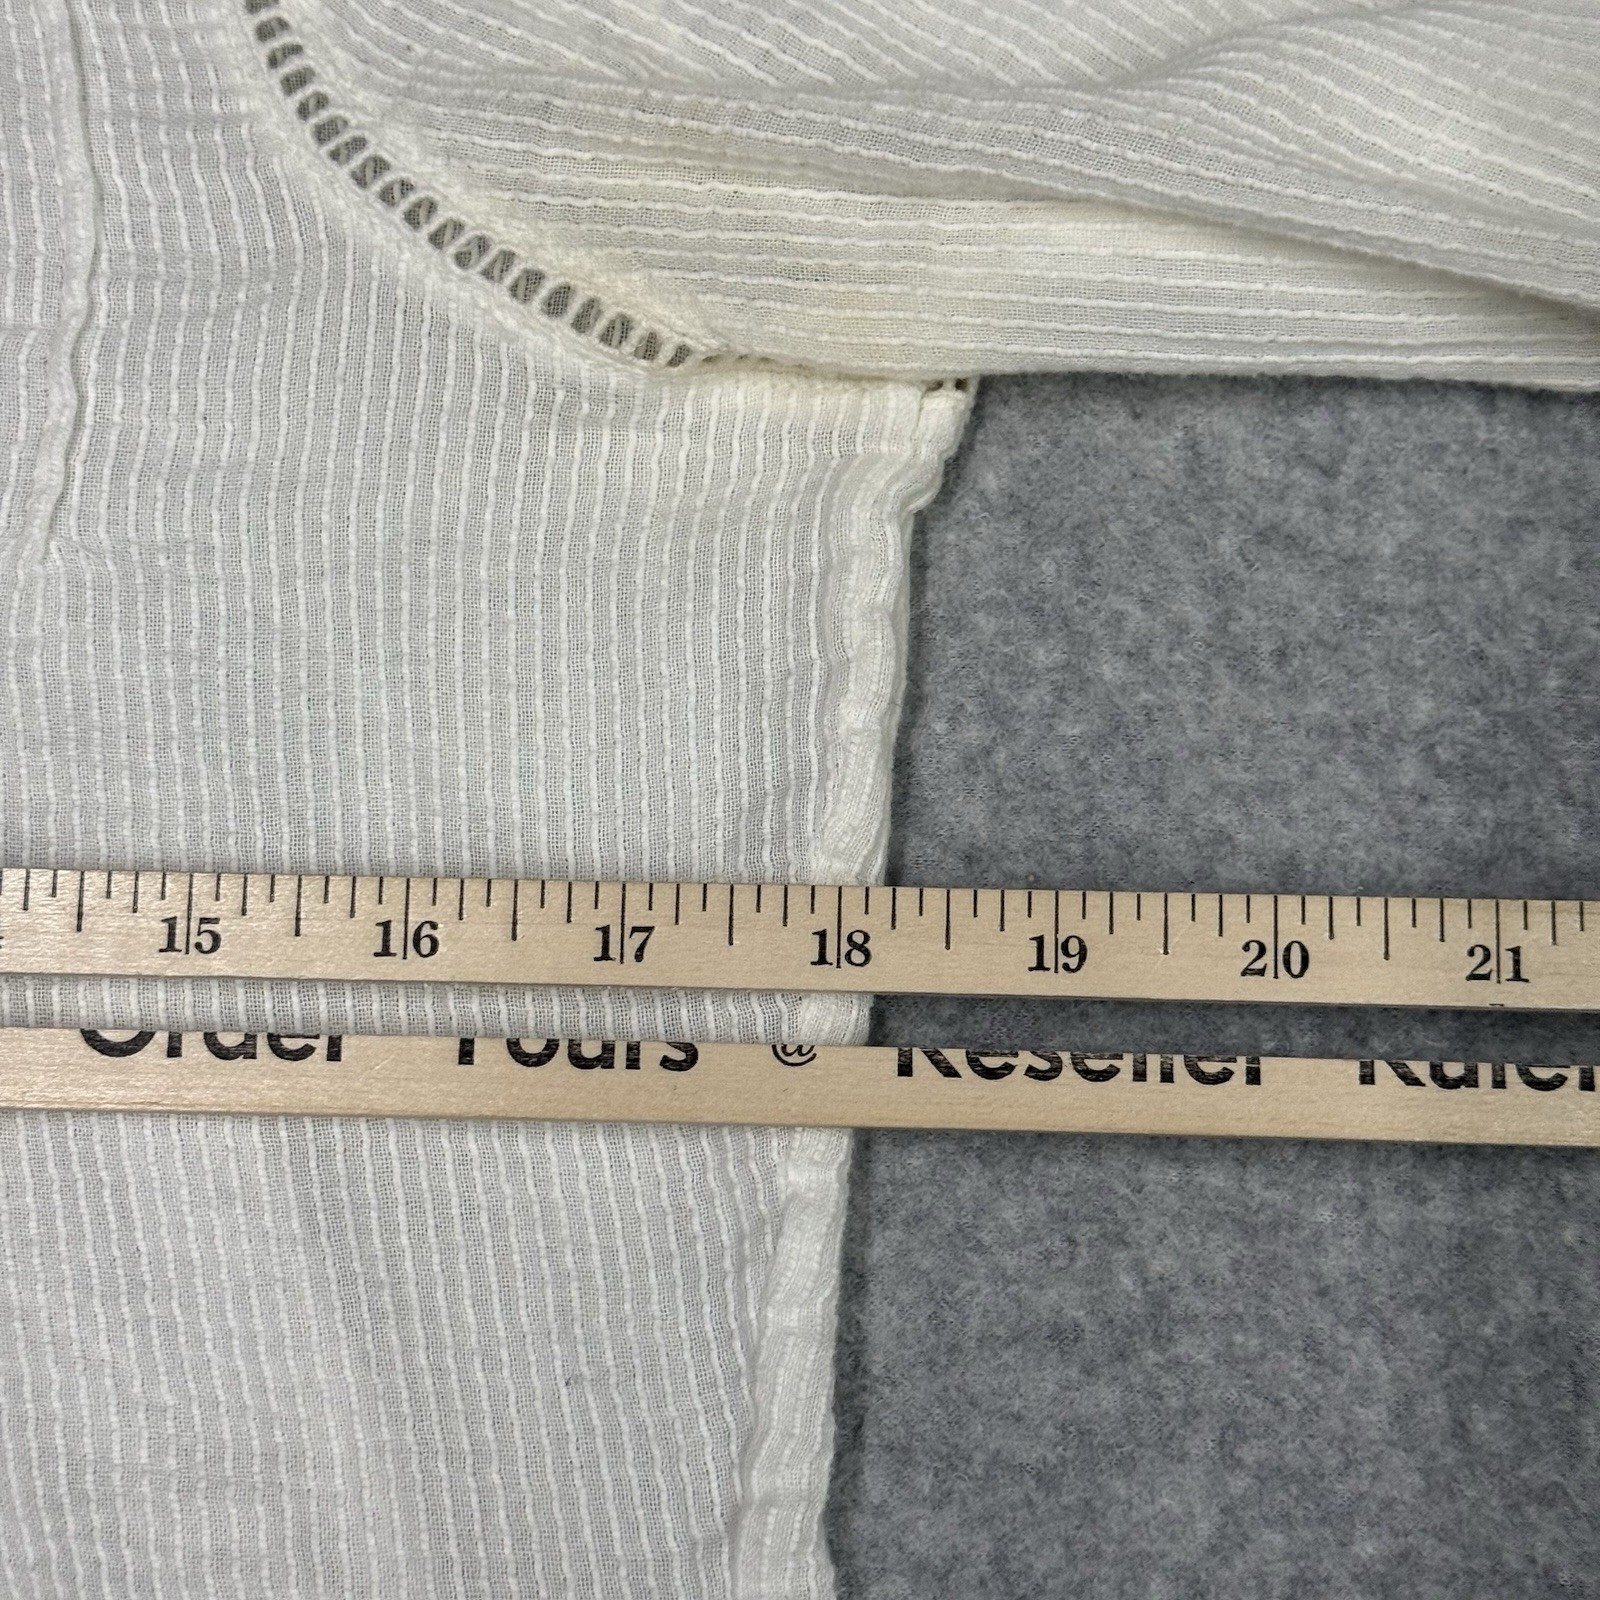 15 16 17 18 19 20 21
Order Yours @ Reseller Ruler